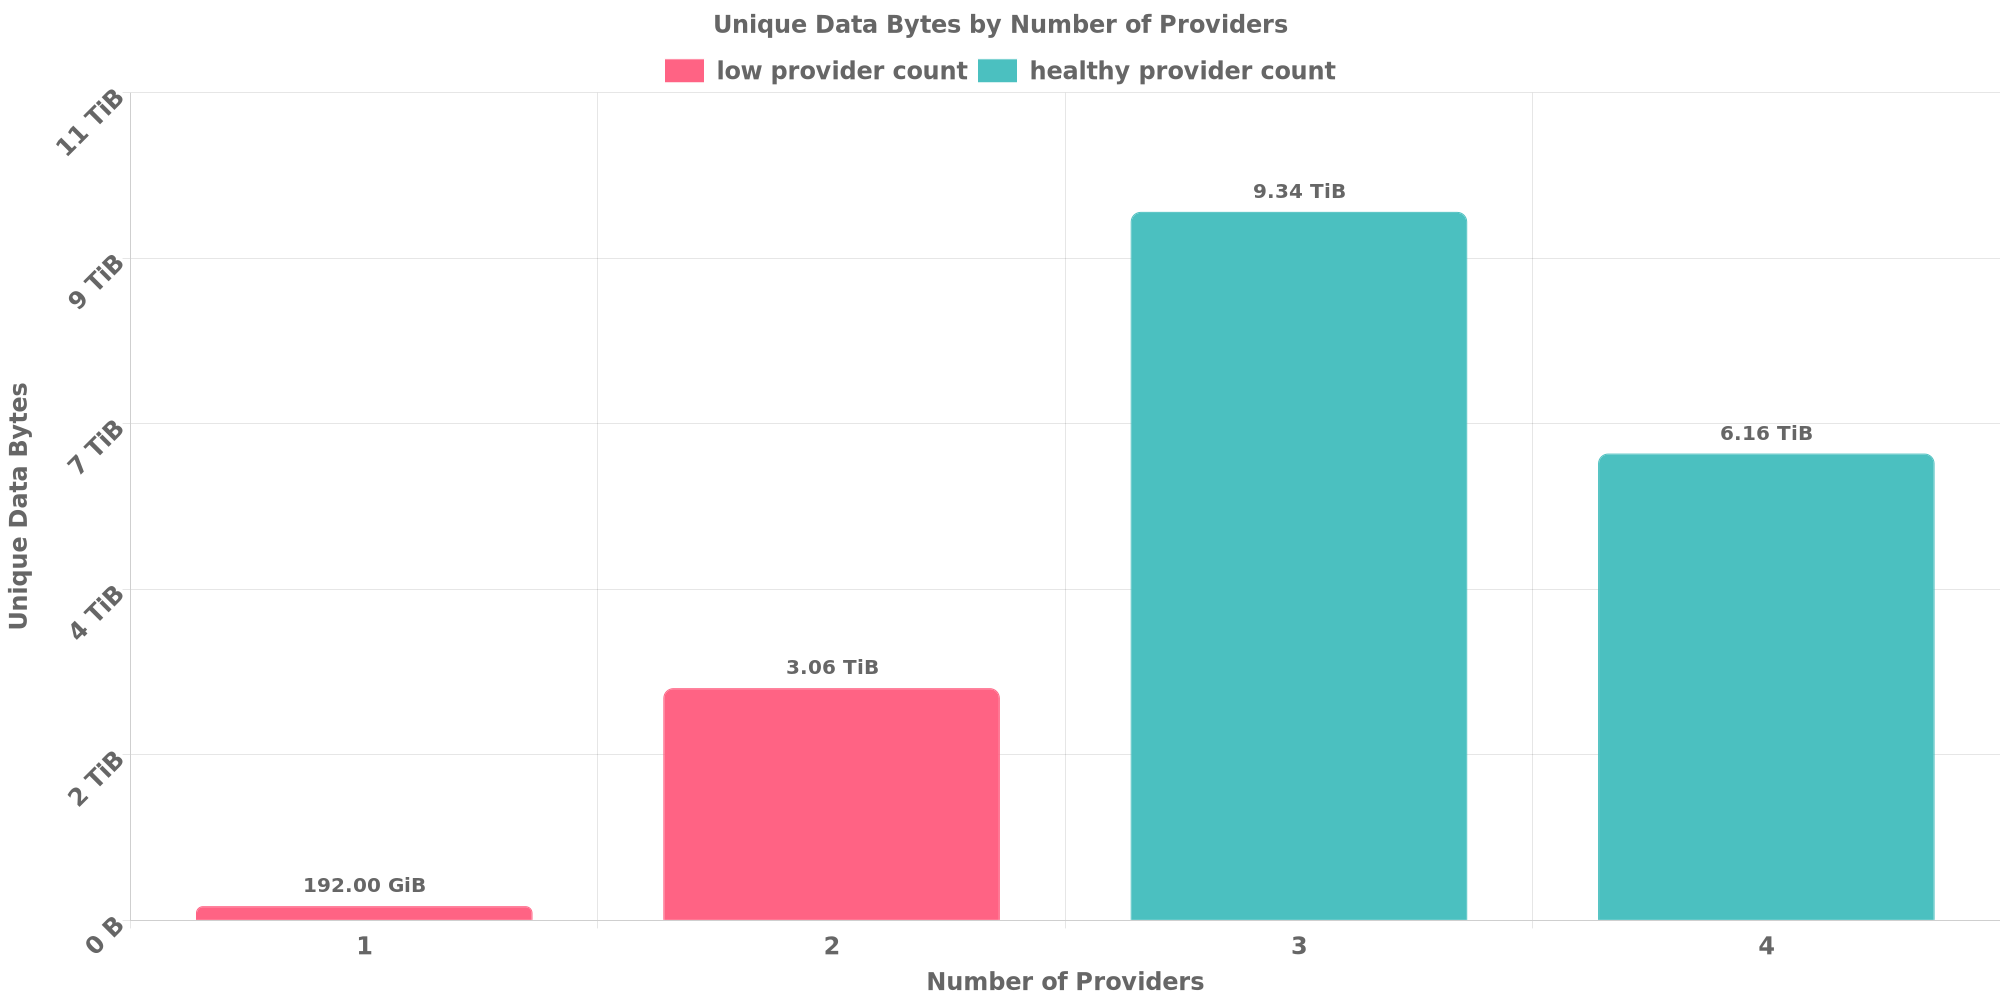 Unique Data Bytes by Number of Providers
low provider count healthy provider count
11 TiB
9 TiB
7 TiB
4 TiB
2 TiB
0 B
Unique Data Bytes
192.00 GiB
3.06 TiB
9.34 TiB
6.16 TiB
1 2 3 4
Number of Providers